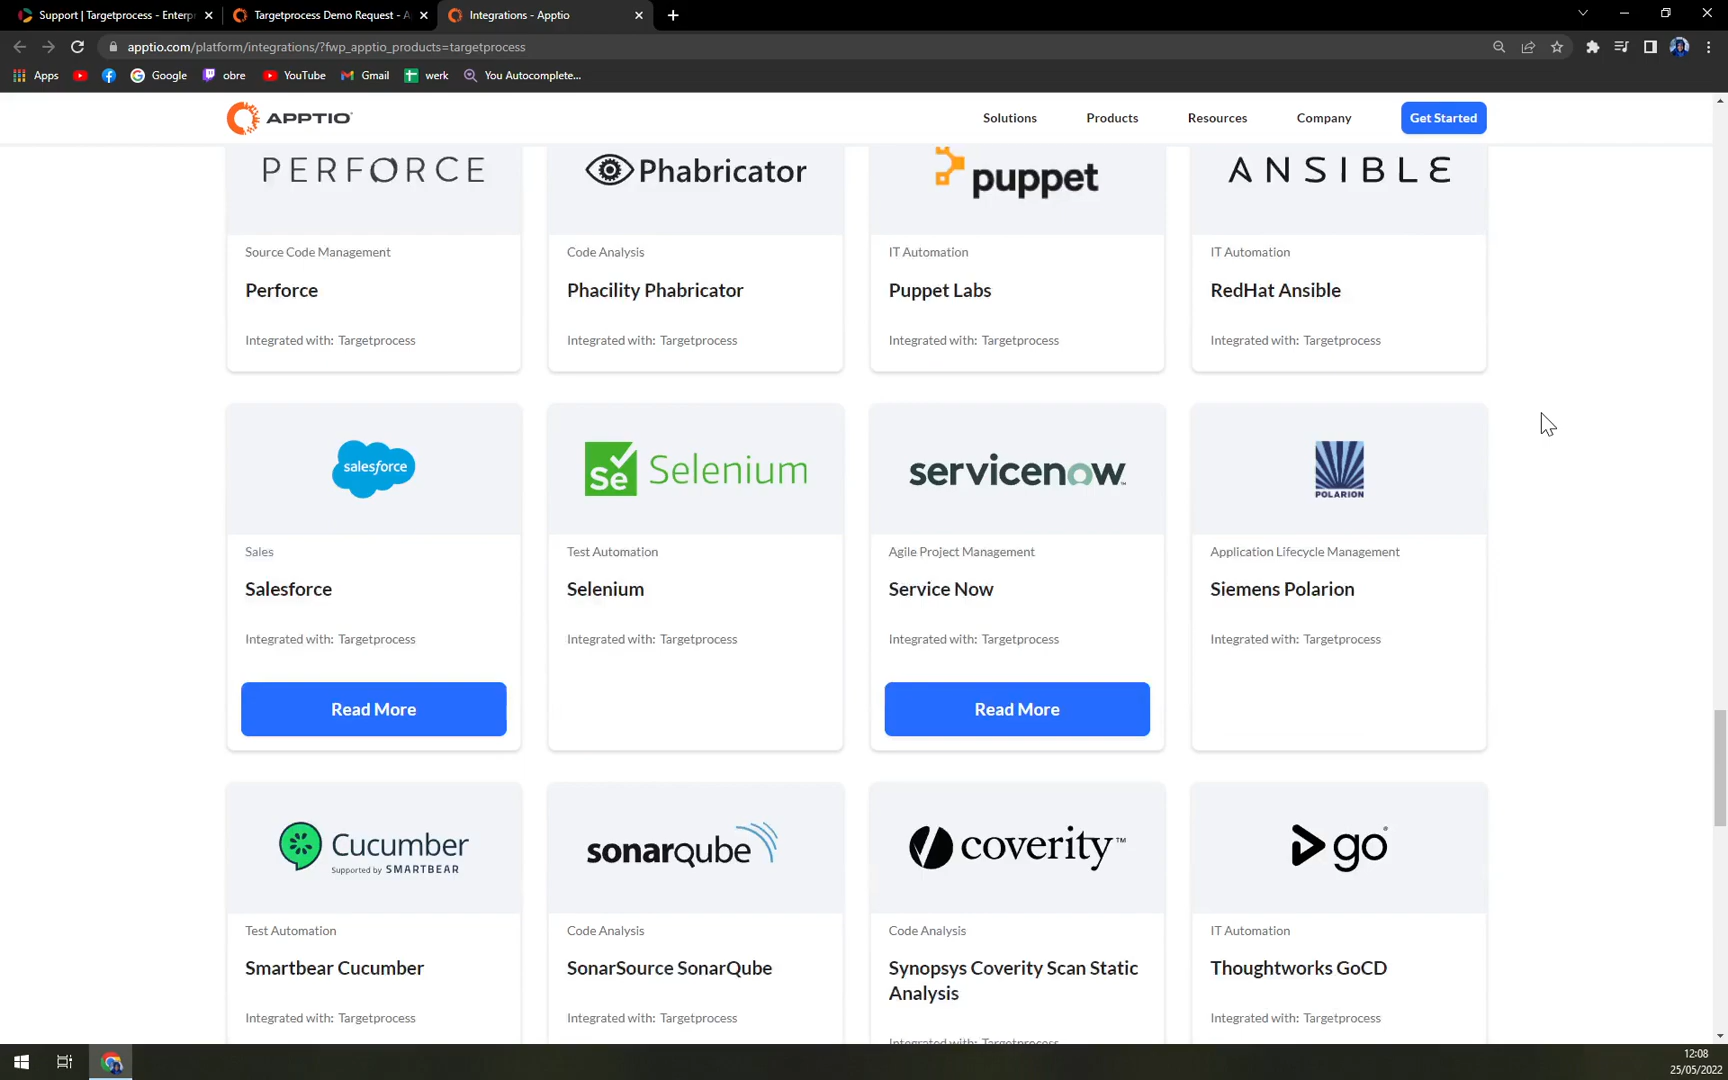 Support | Targetprocess - Enterpr
Targetprocess Demo Request - A
Integrations - Apptio
apptio.com/platform/integrations/?fwp_apptio_products=targetprocess
Apps
Google
obre
YouTube
Gmail
werk
You Autocomplete...
APPTIO
Solutions
Products
Resources
Company
Get Started
PERFORCE
Phabricator
puppet
ANSIBLE
Source Code Management
Code Analysis
IT Automation
IT Automation
Perforce
Phacility Phabricator
Puppet Labs
RedHat Ansible
Integrated with: Targetprocess
Integrated with: Targetprocess
Integrated with: Targetprocess
Integrated with: Targetprocess
salesforce
Se Selenium
servicenow
POLARION
Sales
Test Automation
Agile Project Management
Application Lifecycle Management
Salesforce
Selenium
Service Now
Siemens Polarion
Integrated with: Targetprocess
Integrated with: Targetprocess
Integrated with: Targetprocess
Integrated with: Targetprocess
Read More
Read More
Cucumber
Supported by SMARTBEAR
sonarqube
coverity™
go
Test Automation
Code Analysis
Code Analysis
IT Automation
Smartbear Cucumber
SonarSource SonarQube
Synopsys Coverity Scan Static
Analysis
Thoughtworks GoCD
Integrated with: Targetprocess
Integrated with: Targetprocess
Integrated with: Targetprocess
Integrated with: Targetprocess
12:08
25/05/2022